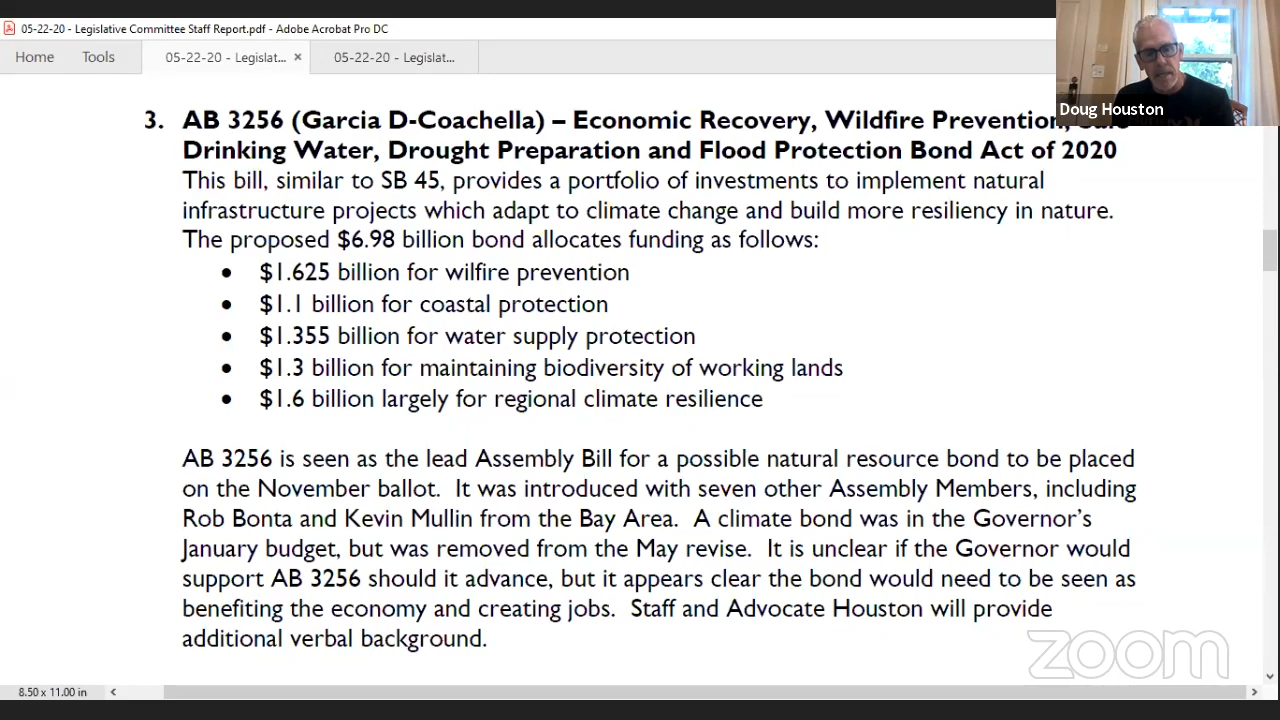 05-22-20 - Legislative Committee Staff Report.pdf - Adobe Acrobat Pro DC
Home Tools 05-22-20 - Legislat... × 05-22-20 - Legislat...
Doug Houston
3. AB 3256 (Garcia D-Coachella) – Economic Recovery, Wildfire Prevention,
Drinking Water, Drought Preparation and Flood Protection Bond Act of 2020
This bill, similar to SB 45, provides a portfolio of investments to implement natural
infrastructure projects which adapt to climate change and build more resiliency in nature.
The proposed $6.98 billion bond allocates funding as follows:
• $1.625 billion for wilfire prevention
• $1.1 billion for coastal protection
• $1.355 billion for water supply protection
• $1.3 billion for maintaining biodiversity of working lands
• $1.6 billion largely for regional climate resilience
AB 3256 is seen as the lead Assembly Bill for a possible natural resource bond to be placed
on the November ballot.  It was introduced with seven other Assembly Members, including
Rob Bonta and Kevin Mullin from the Bay Area.  A climate bond was in the Governor's
January budget, but was removed from the May revise.  It is unclear if the Governor would
support AB 3256 should it advance, but it appears clear the bond would need to be seen as
benefiting the economy and creating jobs.  Staff and Advocate Houston will provide
additional verbal background.
zoom
8.50 x 11.00 in